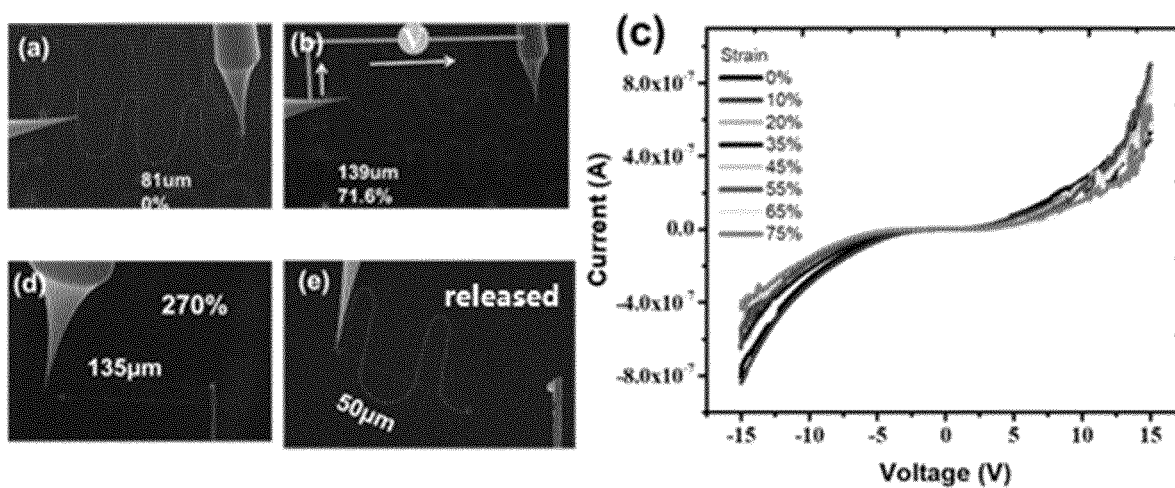 (a)
81um
0%
(b)
V
139um
71.6%
(d)
270%
135μm
(e)
released
50μm
(c)
Strain
0%
10%
20%
35%
45%
55%
65%
75%
8.0x10⁻⁷
4.0x10⁻⁷
0.0
-4.0x10⁻⁷
-8.0x10⁻⁷
Current (A)
-15 -10 -5 0 5 10 15
Voltage (V)